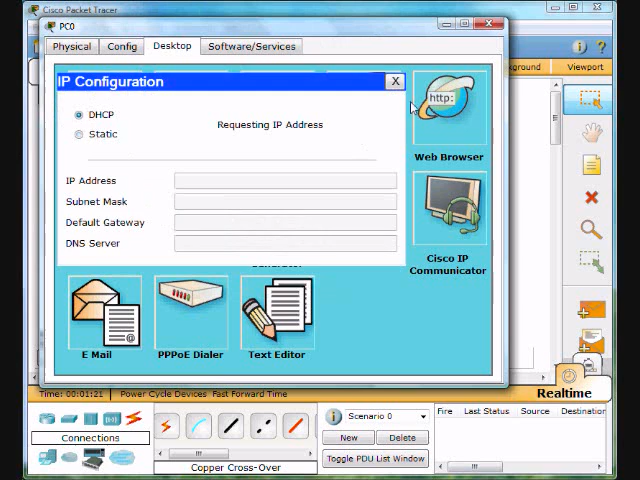 Cisco Packet Tracer
PC0
Physical
Config
Desktop
Software/Services
ground
Viewport
IP Configuration
X
http:
DHCP
Static
Requesting IP Address
Web Browser
IP Address
Subnet Mask
Default Gateway
DNS Server
Cisco IP
Communicator
E Mail
PPPoE Dialer
Text Editor
Time: 00:01:21
Power Cycle Devices Fast Forward Time
Realtime
Scenario 0
Fire
Last Status
Source
Destination
New
Delete
Toggle PDU List Window
Connections
Copper Cross-Over